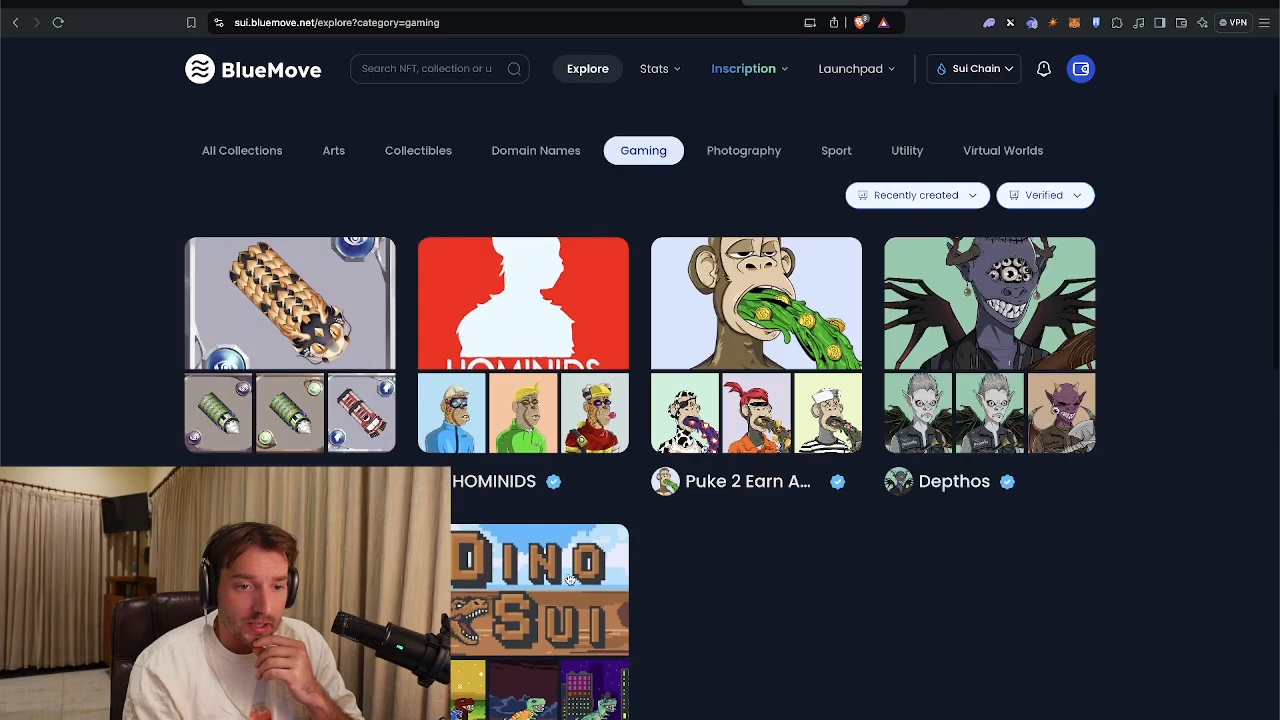 sui.bluemove.net/explore?category=gaming
VPN
BlueMove
Search NFT, collection or u
Explore
Stats
Inscription
Launchpad
Sui Chain
All Collections
Arts
Collectibles
Domain Names
Gaming
Photography
Sport
Utility
Virtual Worlds
Recently created
Verified
HOMINIDS
HOMINIDS
Puke 2 Earn A...
Depthos
DINO
SUI